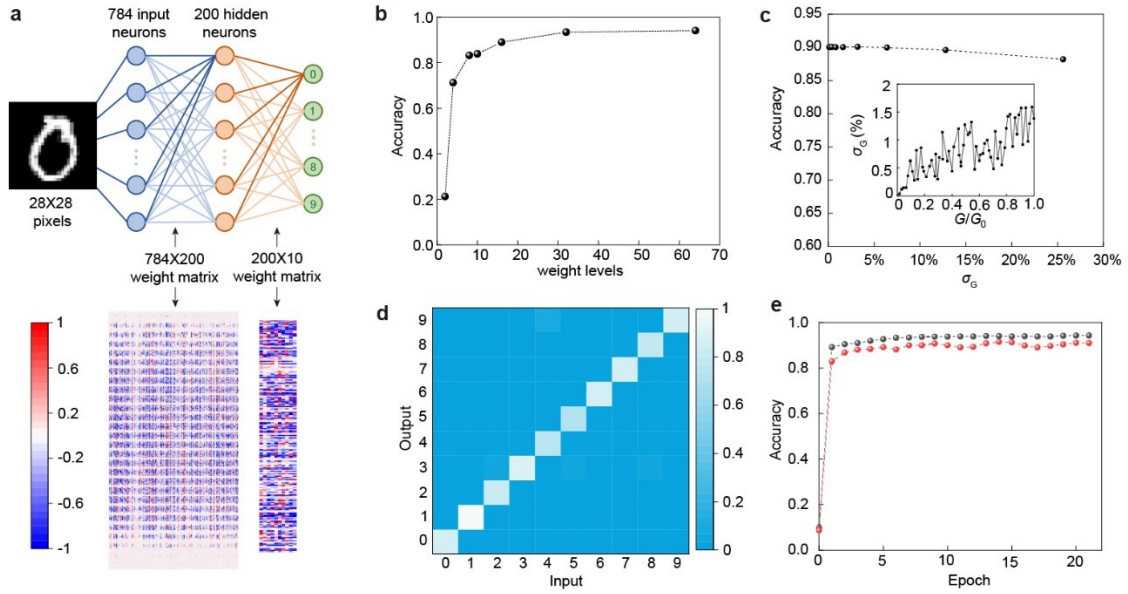 a
784 input
neurons
200 hidden
neurons
0
1
8
9
28X28
pixels
784X200
weight matrix
200X10
weight matrix
1
0.6
0.2
-0.2
-0.6
-1
b
Accuracy
1.0
0.8
0.6
0.4
0.2
0.0
0 10 20 30 40 50 60 70
weight levels
c
Accuracy
0.95
0.90
0.85
0.80
0.75
0.70
0.65
0.60
0 5% 10% 15% 20% 25% 30%
σG
σG (%)
2
1.5
1
0.5
0
0 0.2 0.4 0.6 0.8 1.0
G/G0
d
Output
9
8
7
6
5
4
3
2
1
0
0 1 2 3 4 5 6 7 8 9
Input
1
0.8
0.6
0.4
0.2
0
e
Accuracy
1.0
0.8
0.6
0.4
0.2
0.0
0 5 10 15 20
Epoch